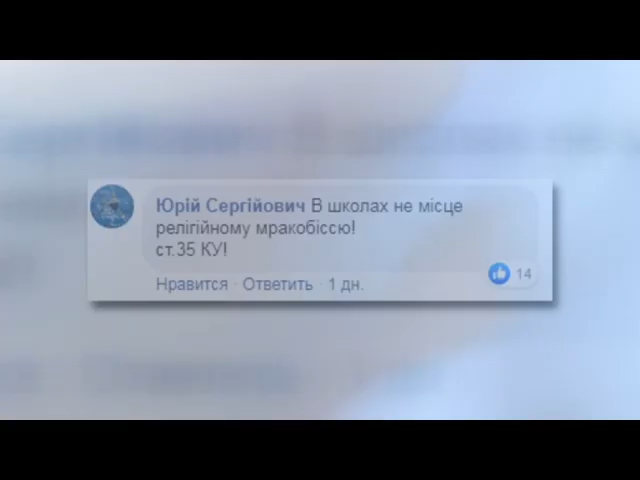 Юрій Сергійович В школах не місце
релігійному мракобіссю!
ст.35 КУ!
14
Нравится · Ответить · 1 дн.